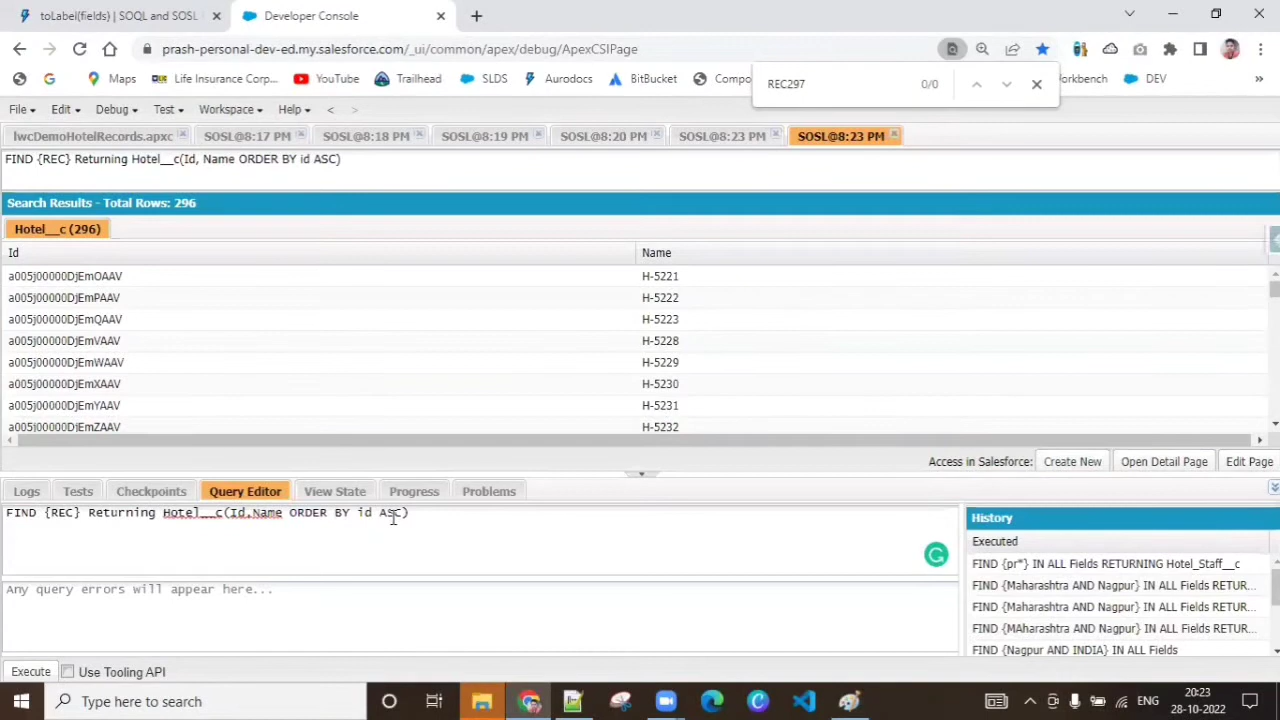 toLabel(fields) | SOQL and SOSL
Developer Console
prash-personal-dev-ed.my.salesforce.com/_ui/common/apex/debug/ApexCSIPage
Maps
Life Insurance Corp...
YouTube
Trailhead
SLDS
Aurodocs
BitBucket
Compo
orkbench
DEV
»
REC297
0/0
File
Edit
Debug
Test
Workspace
Help
<
>
lwcDemoHotelRecords.apxc
SOSL@8:17 PM
SOSL@8:18 PM
SOSL@8:19 PM
SOSL@8:20 PM
SOSL@8:23 PM
SOSL@8:23 PM
FIND {REC} Returning Hotel__c(Id, Name ORDER BY id ASC)
Search Results - Total Rows: 296
Hotel__c (296)
Id Name
a005j00000DjEmOAAV H-5221
a005j00000DjEmPAAV H-5222
a005j00000DjEmQAAV H-5223
a005j00000DjEmVAAV H-5228
a005j00000DjEmWAAV H-5229
a005j00000DjEmXAAV H-5230
a005j00000DjEmYAAV H-5231
a005j00000DjEmZAAV H-5232
Access in Salesforce: Create New Open Detail Page Edit Page
Logs
Tests
Checkpoints
Query Editor
View State
Progress
Problems
FIND {REC} Returning Hotel__c(Id,Name ORDER BY id ASC)
Any query errors will appear here...
History
Executed
FIND {pr*} IN ALL Fields RETURNING Hotel_Staff__c
FIND {Maharashtra AND Nagpur} IN ALL Fields RETUR...
FIND {Maharashtra AND Nagpur} IN ALL Fields RETUR...
FIND {MAharashtra AND Nagpur} IN ALL Fields RETUR...
FIND {Nagpur AND INDIA} IN ALL Fields
Execute
Use Tooling API
Type here to search
ENG
20:23
28-10-2022